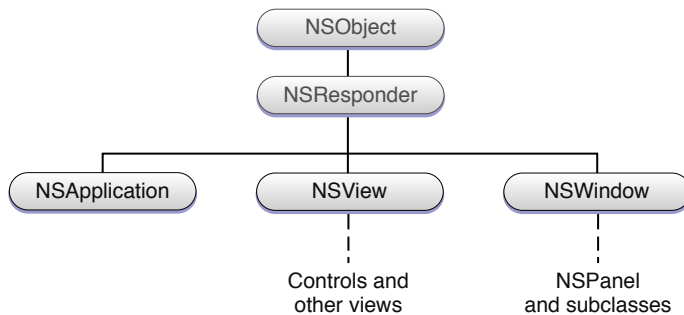 NSObject
NSResponder
NSApplication
NSView
NSWindow
Controls and
other views
NSPanel
and subclasses